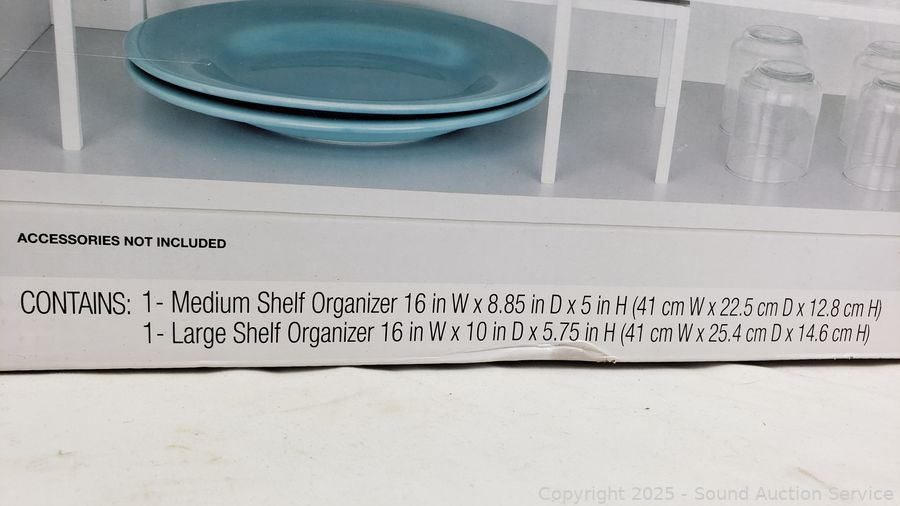 ACCESSORIES NOT INCLUDED
CONTAINS: 1- Medium Shelf Organizer 16 in W x 8.85 in D x 5 in H (41 cm W x 22.5 cm D x 12.8 cm H)
1- Large Shelf Organizer 16 in W x 10 in D x 5.75 in H (41 cm W x 25.4 cm D x 14.6 cm H)
Copyright 2025 - Sound Auction Service